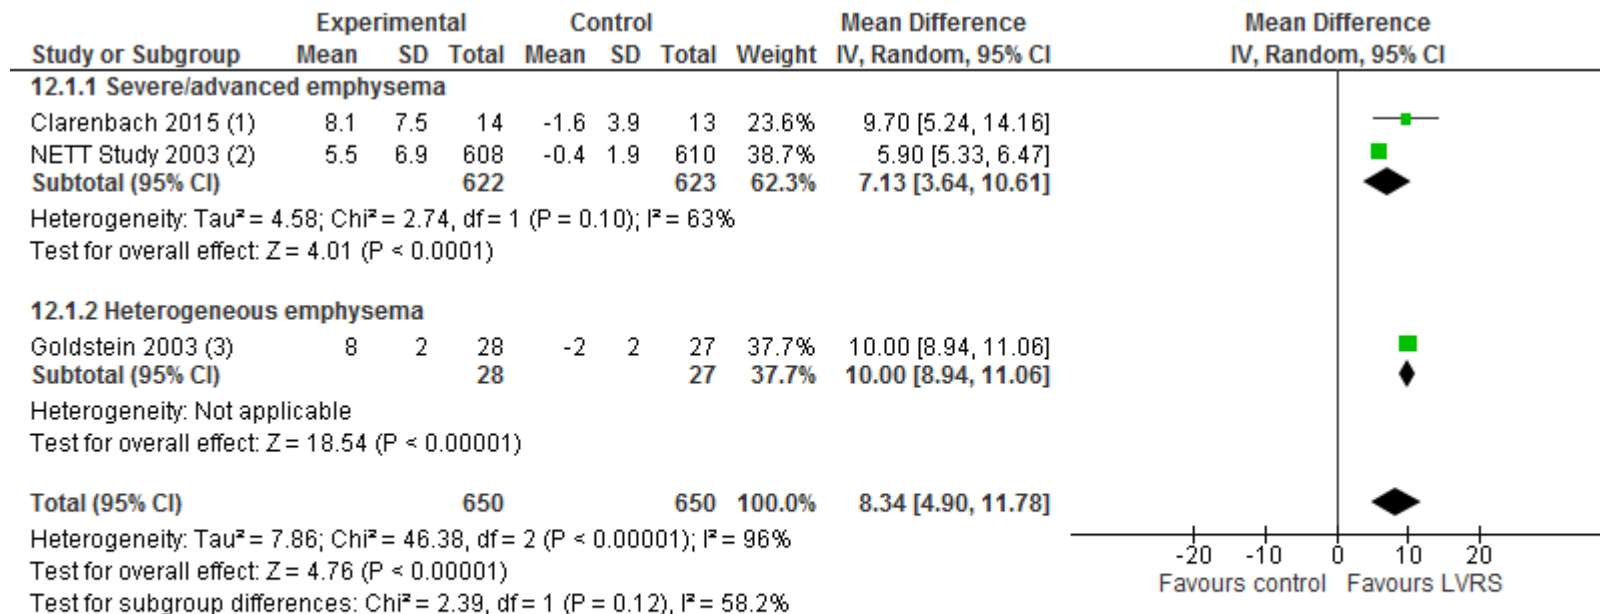 Experimental Control Mean Difference Mean Difference
Study or Subgroup Mean SD Total Mean SD Total Weight IV, Random, 95% CI IV, Random, 95% CI
12.1.1 Severe/advanced emphysema
Clarenbach 2015 (1) 8.1 7.5 14 -1.6 3.9 13 23.6% 9.70 [5.24, 14.16]
NETT Study 2003 (2) 5.5 6.9 608 -0.4 1.9 610 38.7% 5.90 [5.33, 6.47]
Subtotal (95% CI) 622 623 62.3% 7.13 [3.64, 10.61]
Heterogeneity: Tau² = 4.58; Chi² = 2.74, df = 1 (P = 0.10); I² = 63%
Test for overall effect: Z = 4.01 (P < 0.0001)
12.1.2 Heterogeneous emphysema
Goldstein 2003 (3) 8 2 28 -2 2 27 37.7% 10.00 [8.94, 11.06]
Subtotal (95% CI) 28 27 37.7% 10.00 [8.94, 11.06]
Heterogeneity: Not applicable
Test for overall effect: Z = 18.54 (P < 0.00001)
Total (95% CI) 650 650 100.0% 8.34 [4.90, 11.78]
Heterogeneity: Tau² = 7.86; Chi² = 46.38, df = 2 (P < 0.00001); I² = 96%
Test for overall effect: Z = 4.76 (P < 0.00001)
Test for subgroup differences: Chi² = 2.39, df = 1 (P = 0.12), I² = 58.2%
-20 -10 0 10 20
Favours control Favours LVRS